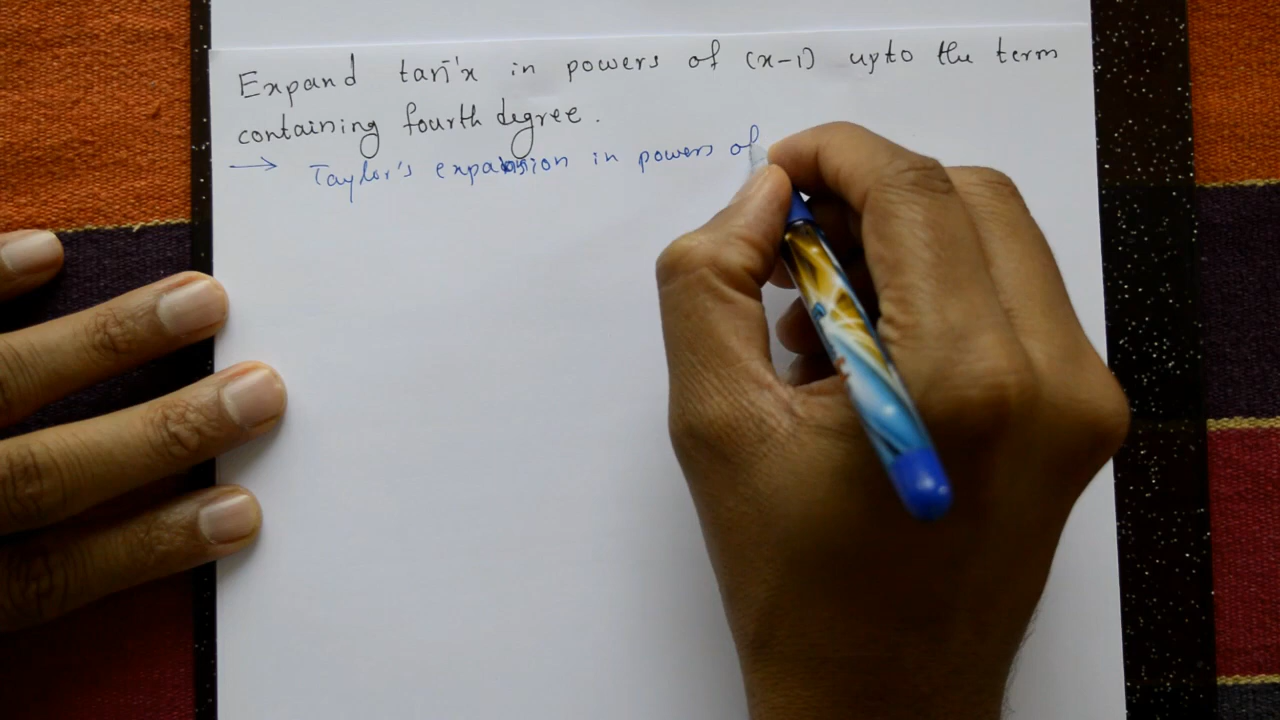 Expand tan⁻¹x in powers of (x-1) upto the term
containing fourth degree.
→ Taylor's expansion in powers of